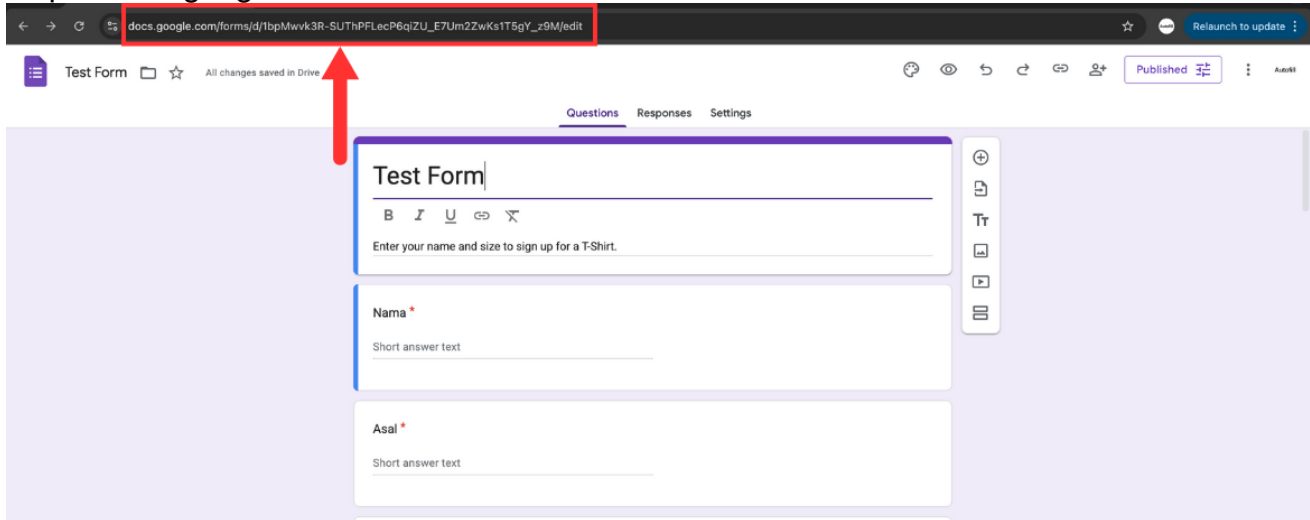 docs.google.com/forms/d/1bpMwvk3R-SUThPFLecP6qiZU_E7Um2ZwKs1T5gY_z9M/edit
Relaunch to update
Test Form
All changes saved in Drive
Published
Autofill
Questions Responses Settings
Test Form
B I U
Enter your name and size to sign up for a T-Shirt.
Nama *
Short answer text
Asal *
Short answer text